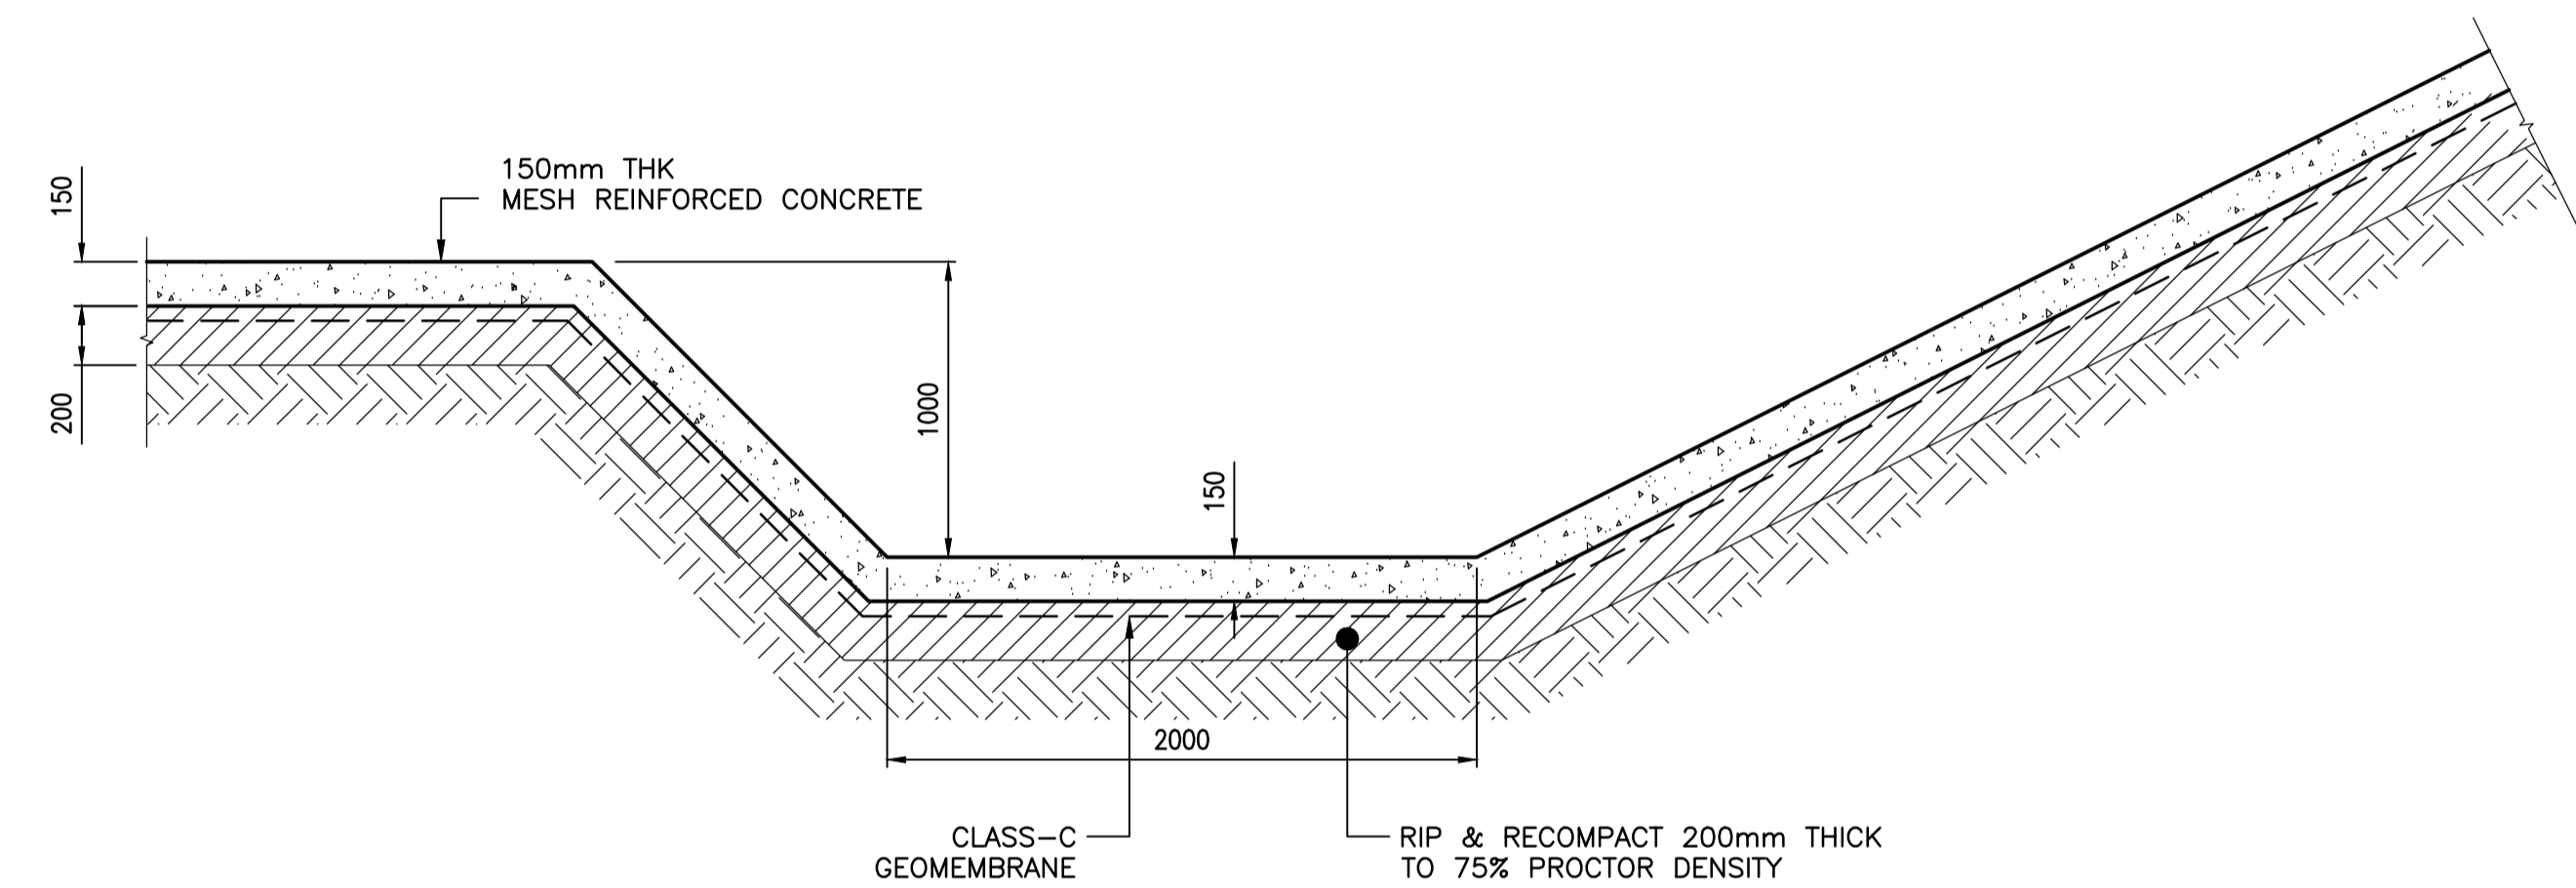 150mm THK
MESH REINFORCED CONCRETE
150
200
1000
150
2000
CLASS-C
GEOMEMBRANE
RIP & RECOMPACT 200mm THICK
TO 75% PROCTOR DENSITY